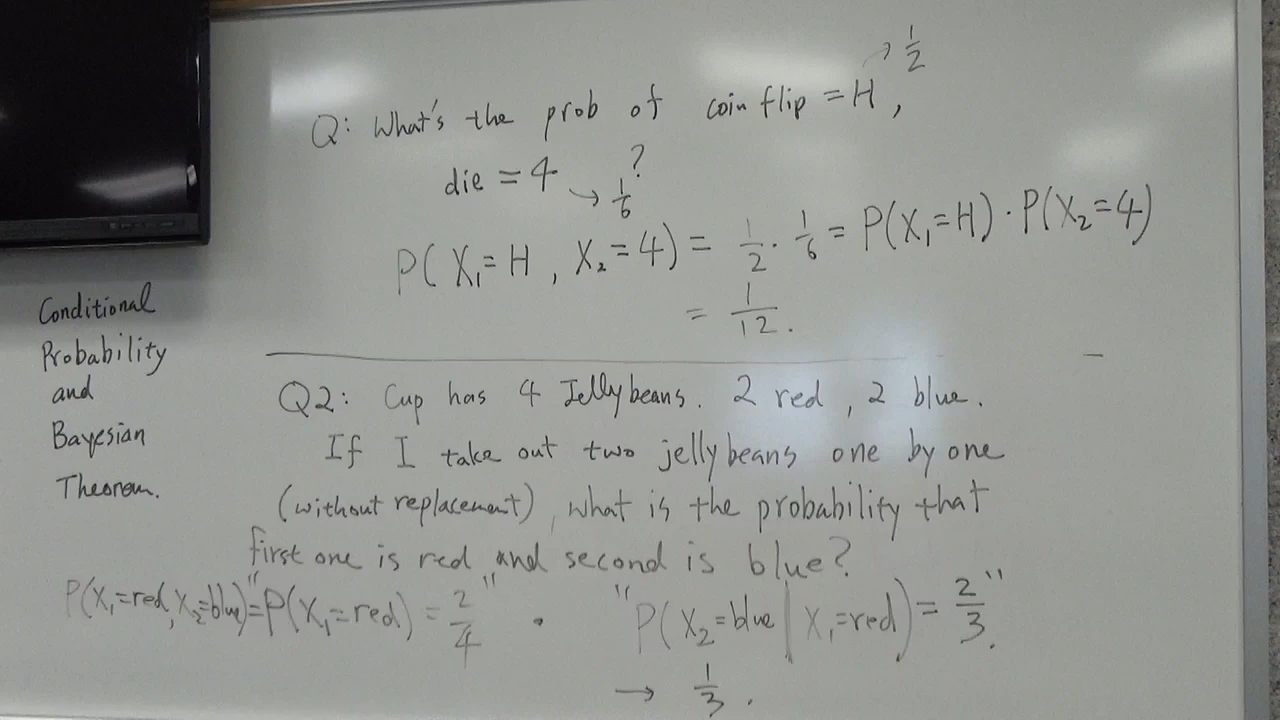 Conditional
Probability
and
Bayesian
Theorem.
Q: What's the prob of coin flip = H, → 1/2
die = 4 → 1/6 ?
P( X₁ = H , X₂ = 4) = 1/2 · 1/6 = P(X₁=H) · P(X₂=4)
= 1/12.
Q2: Cup has 4 Jellybeans. 2 red, 2 blue.
If I take out two jellybeans one by one
(without replacement), what is the probability that
first one is red and second is blue?
P(X₁=red, X₂=blue) = "P(X₁=red) = 2/4" · "P(X₂=blue | X₁=red) = 2/3".
→ 1/3.